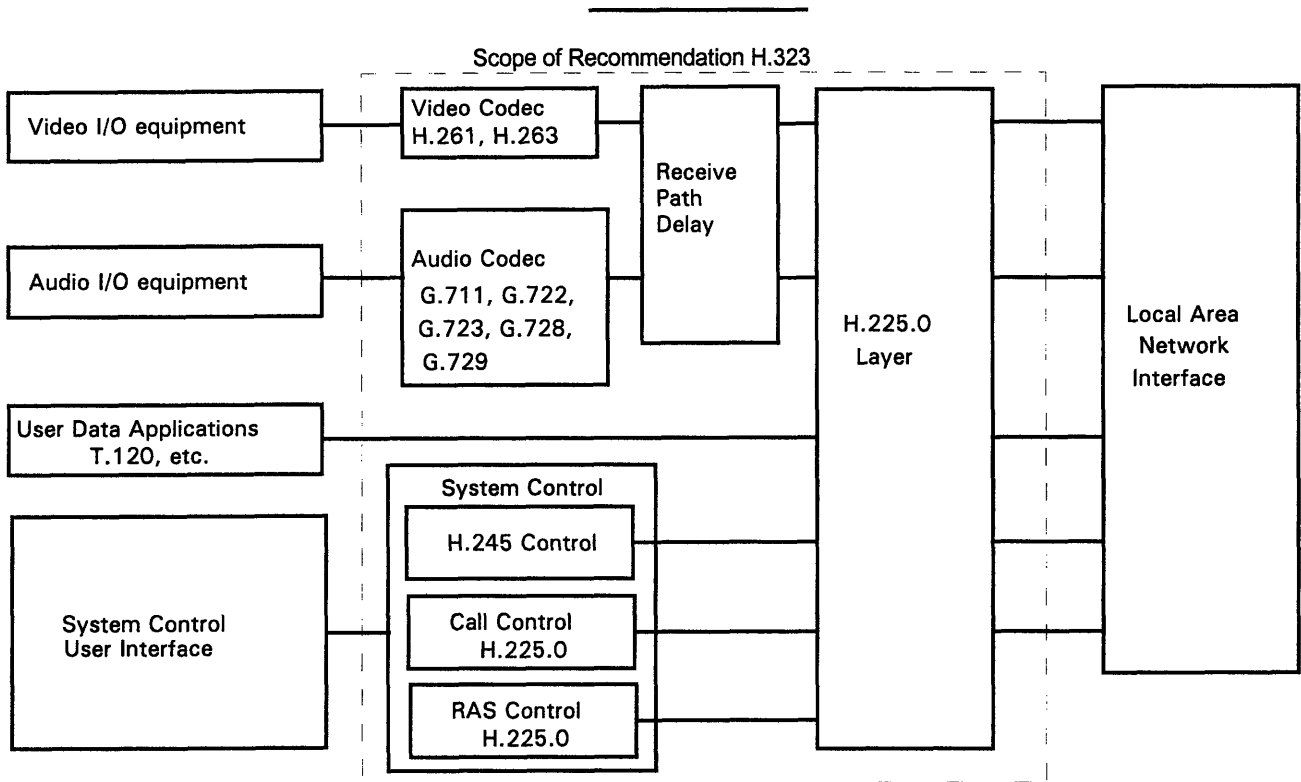 Scope of Recommendation H.323
Video I/O equipment
Video Codec
H.261, H.263
Receive
Path
Delay
Audio I/O equipment
Audio Codec
G.711, G.722,
G.723, G.728,
G.729
H.225.0
Layer
Local Area
Network
Interface
User Data Applications
T.120, etc.
System Control
H.245 Control
System Control
User Interface
Call Control
H.225.0
RAS Control
H.225.0